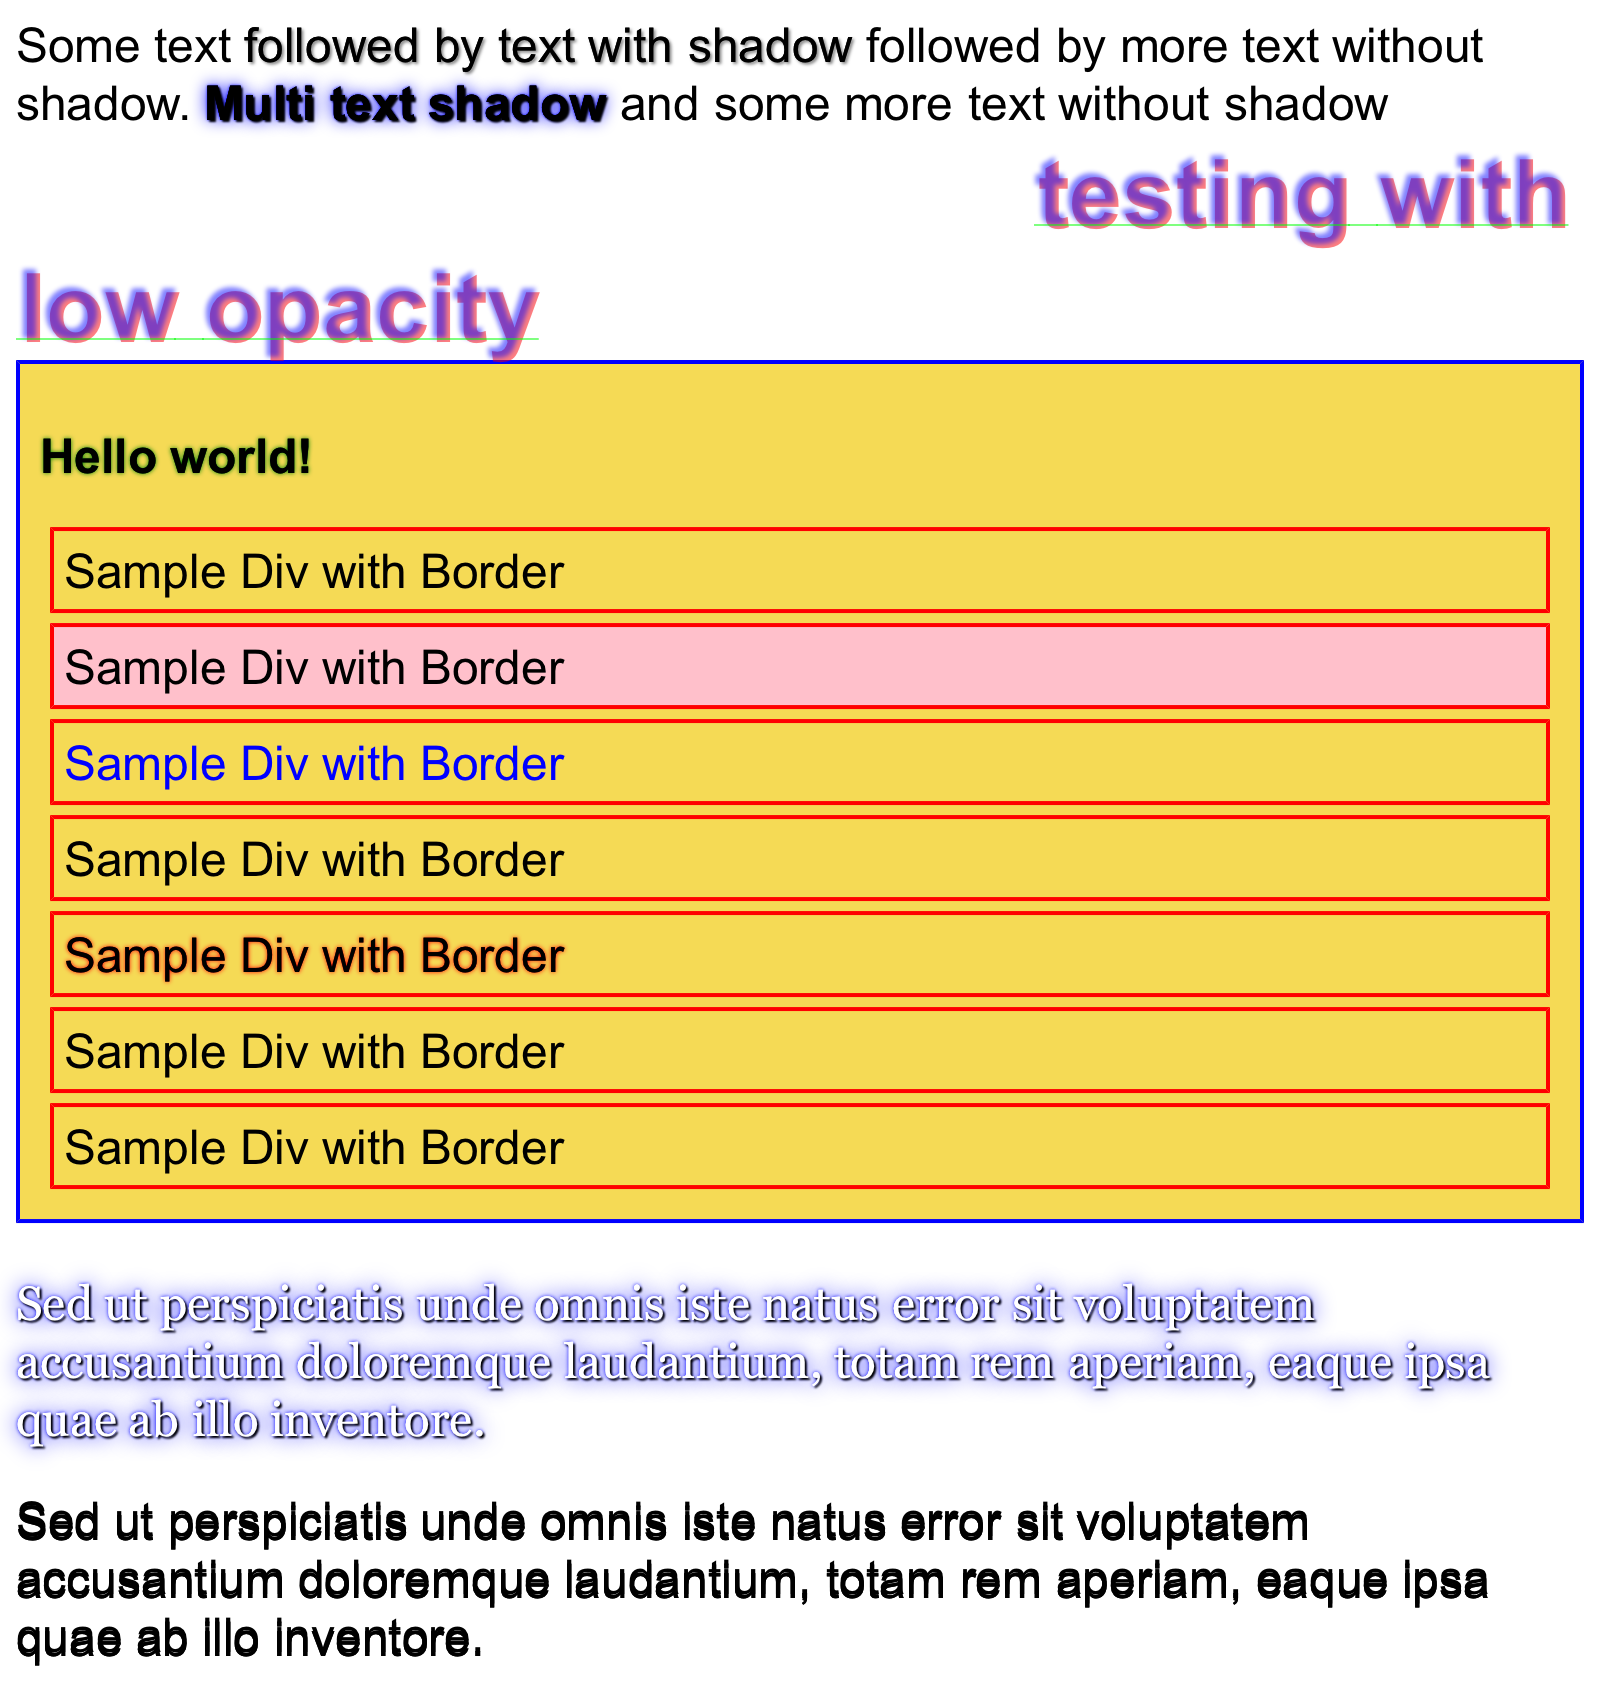 Some text followed by text with shadow followed by more text without
shadow. Multi text shadow and some more text without shadow
testing with
low opacity
Hello world!
Sample Div with Border
Sample Div with Border
Sample Div with Border
Sample Div with Border
Sample Div with Border
Sample Div with Border
Sample Div with Border
Sed ut perspiciatis unde omnis iste natus error sit voluptatem
accusantium doloremque laudantium, totam rem aperiam, eaque ipsa
quae ab illo inventore.
Sed ut perspiciatis unde omnis iste natus error sit voluptatem
accusantium doloremque laudantium, totam rem aperiam, eaque ipsa
quae ab illo inventore.